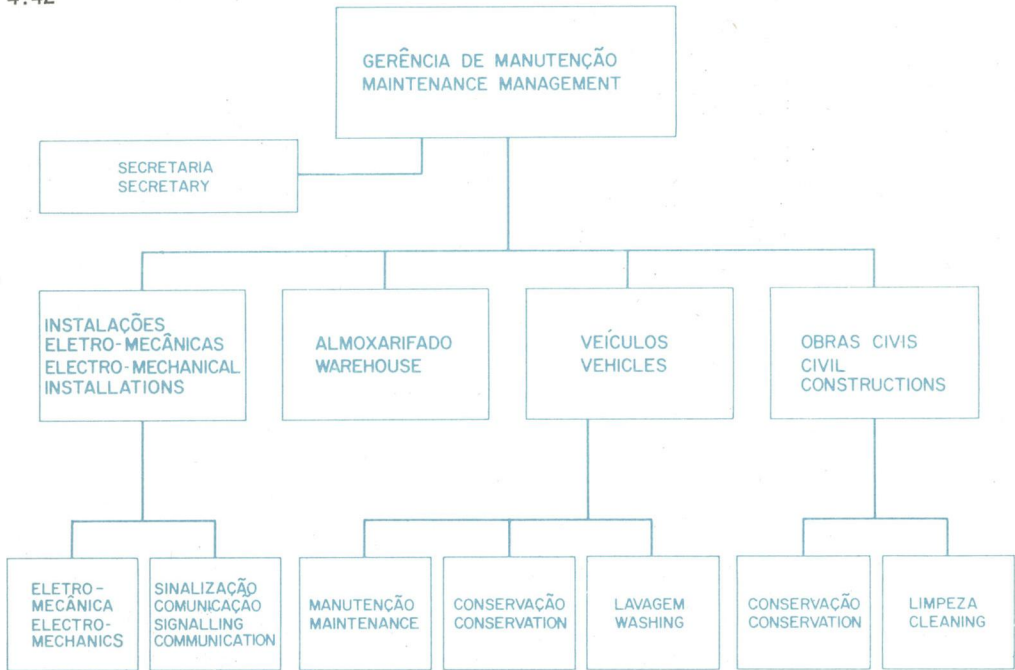 4.42
GERÊNCIA DE MANUTENÇÃO
MAINTENANCE MANAGEMENT
SECRETARIA
SECRETARY
INSTALAÇÕES
ELETRO-MECÂNICAS
ELECTRO-MECHANICAL
INSTALLATIONS
ALMOXARIFADO
WAREHOUSE
VEÍCULOS
VEHICLES
OBRAS CIVIS
CIVIL
CONSTRUCTIONS
ELETRO-
MECÂNICA
ELECTRO-
MECHANICS
SINALIZAÇÃO
COMUNICAÇÃO
SIGNALLING
COMMUNICATION
MANUTENÇÃO
MAINTENANCE
CONSERVAÇÃO
CONSERVATION
LAVAGEM
WASHING
CONSERVAÇÃO
CONSERVATION
LIMPEZA
CLEANING